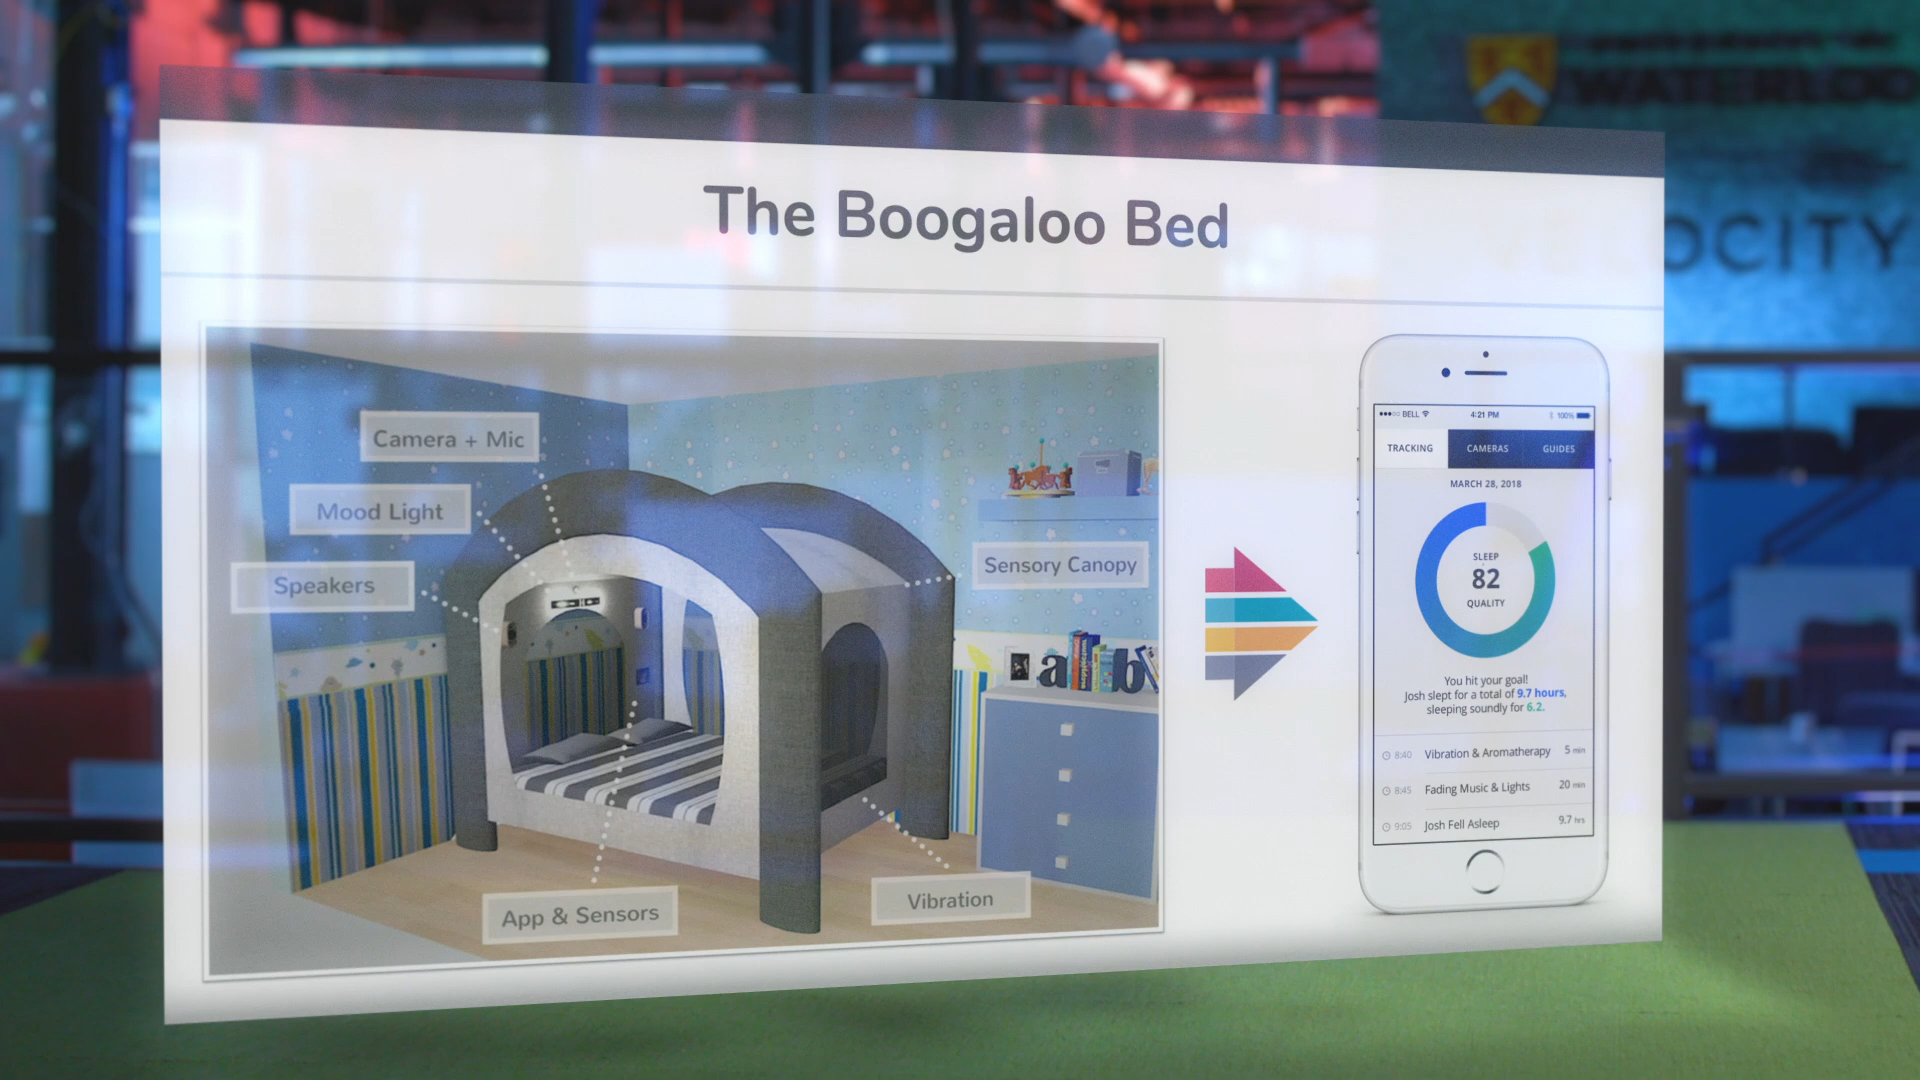 WATERLOO
OCITY
The Boogaloo Bed
Camera + Mic
Mood Light
Speakers
Sensory Canopy
App & Sensors
Vibration
a
b
BELL
4:21 PM
100%
TRACKING
CAMERAS
GUIDES
MARCH 28, 2018
SLEEP
82
QUALITY
You hit your goal!
Josh slept for a total of 9.7 hours,
sleeping soundly for 6.2.
8:40 Vibration & Aromatherapy 5 min
8:45 Fading Music & Lights 20 min
9:05 Josh Fell Asleep 9.7 hrs